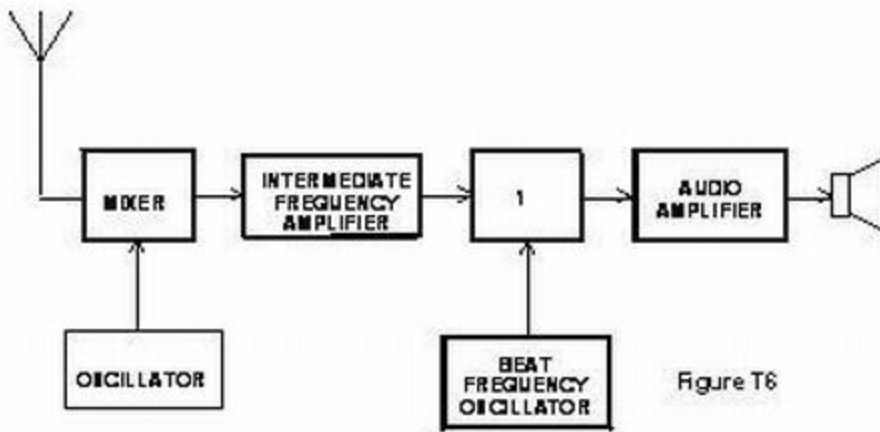 MIXER
INTERMEDIATE
FREQUENCY
AMPLIFIER
1
AUDIO
AMPLIFIER
OSCILLATOR
BEAT
FREQUENCY
OSCILLATOR
Figure T6